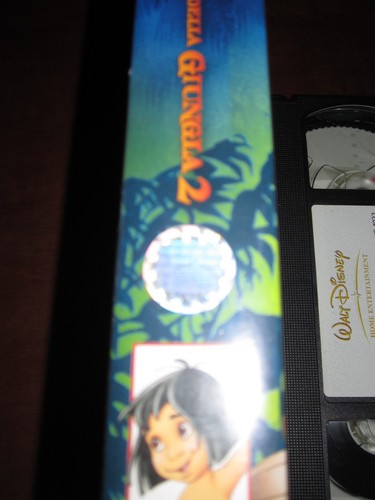 DELLA GIUNGLA 2
WALT DISNEY
HOME ENTERTAINMENT